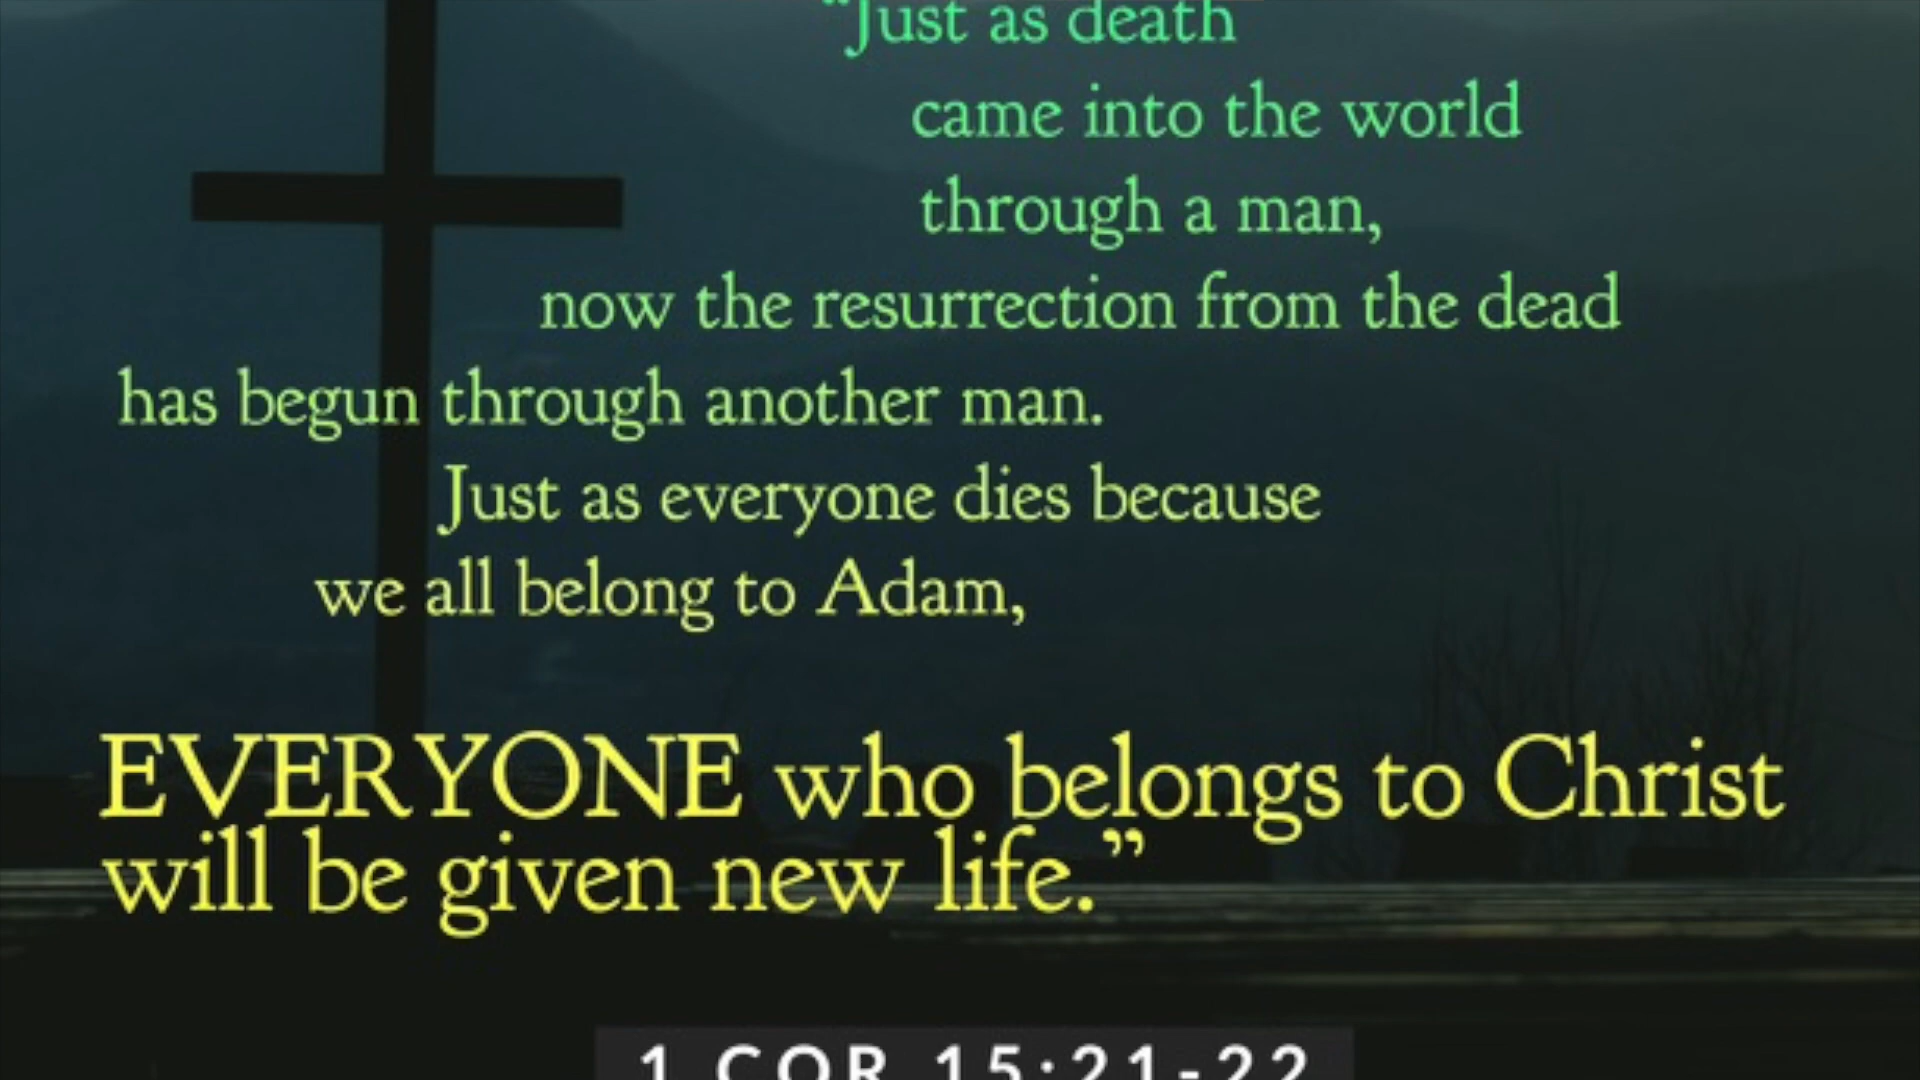 “Just as death
came into the world
through a man,
now the resurrection from the dead
has begun through another man.
Just as everyone dies because
we all belong to Adam,
EVERYONE who belongs to Christ
will be given new life.”
1 COR 15:21-22